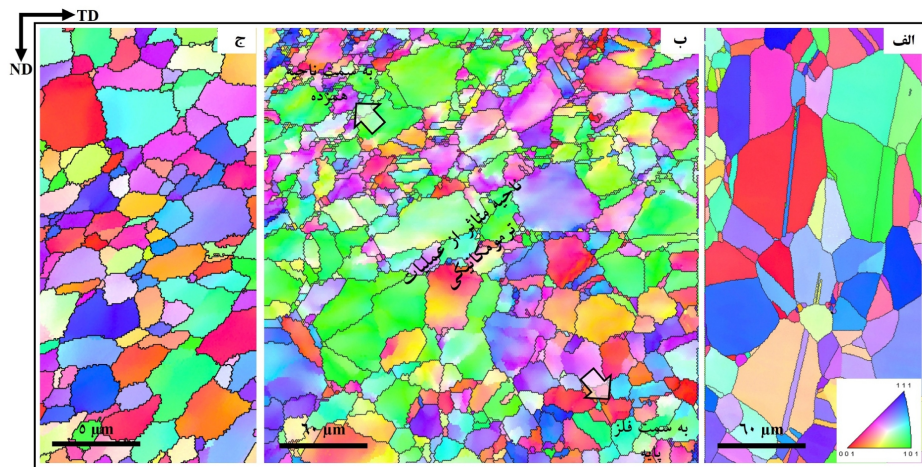 TD
ND
الف
ب
ج
به سمت ناحیه
همزده
ناحیه متاثر از عملیات
ترمومکانیکی
به سمت فلز
پایه
۶۰ μm
۶۰ μm
۵ μm
111
001 101